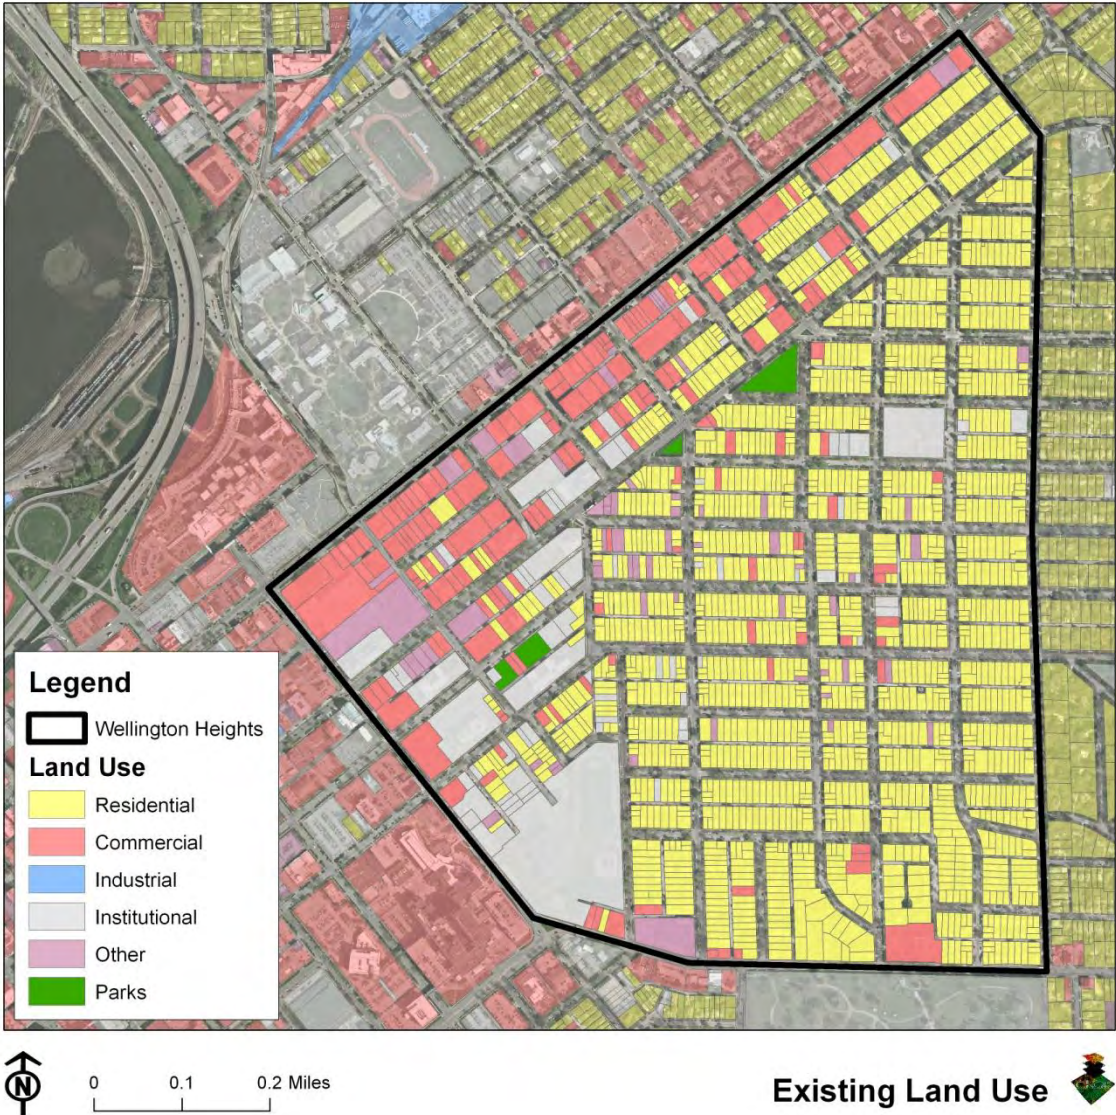 Legend
Wellington Heights
Land Use
Residential
Commercial
Industrial
Institutional
Other
Parks
N
0 0.1 0.2 Miles
Existing Land Use